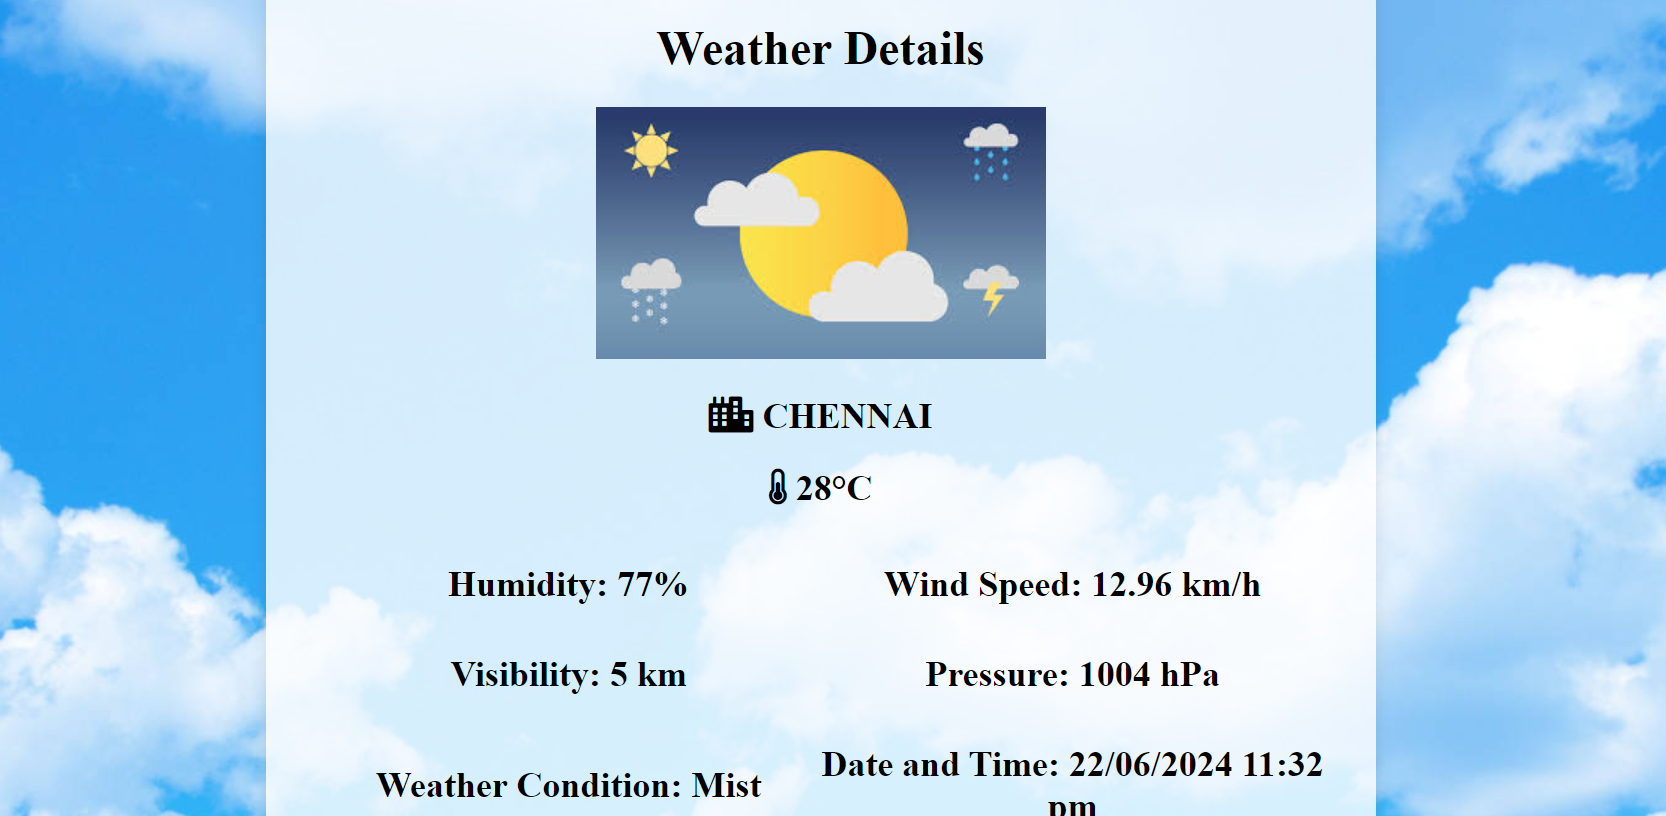 Weather Details
CHENNAI
28°C
Humidity: 77%
Wind Speed: 12.96 km/h
Visibility: 5 km
Pressure: 1004 hPa
Weather Condition: Mist
Date and Time: 22/06/2024 11:32
pm